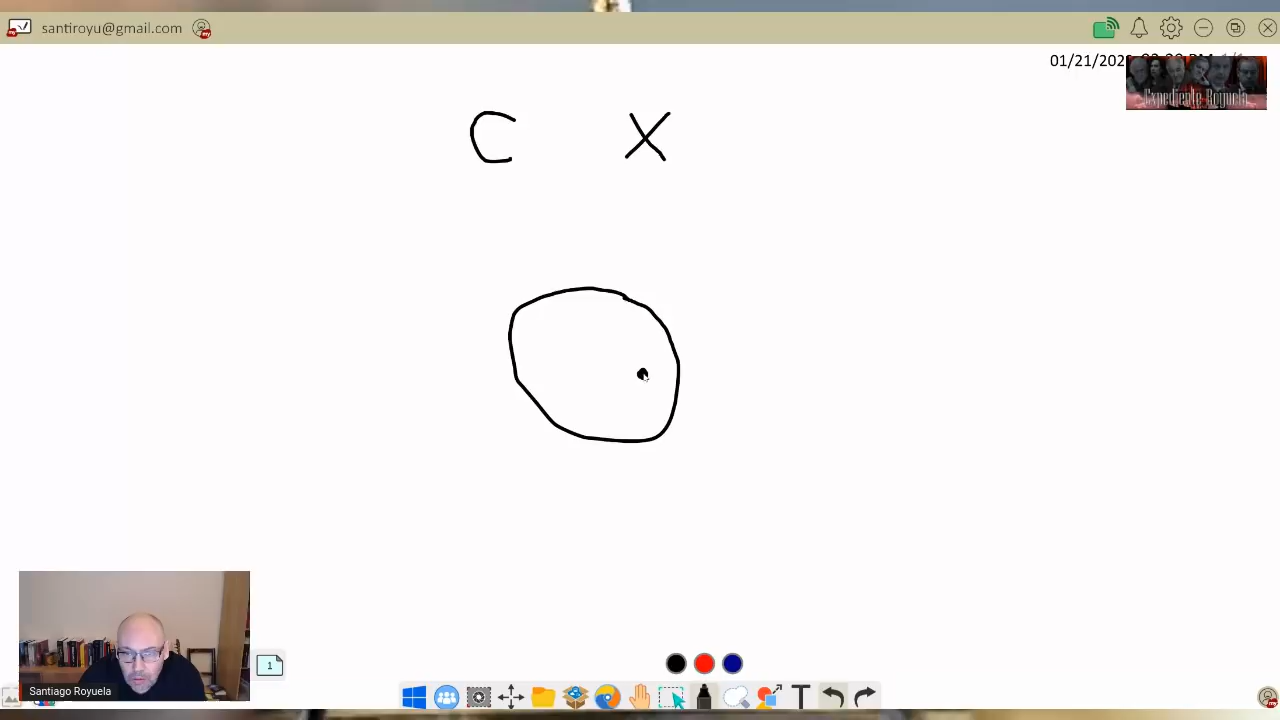 santiroyu@gmail.com
01/21/202
Expediente Royuela
C X
Santiago Royuela
1
T